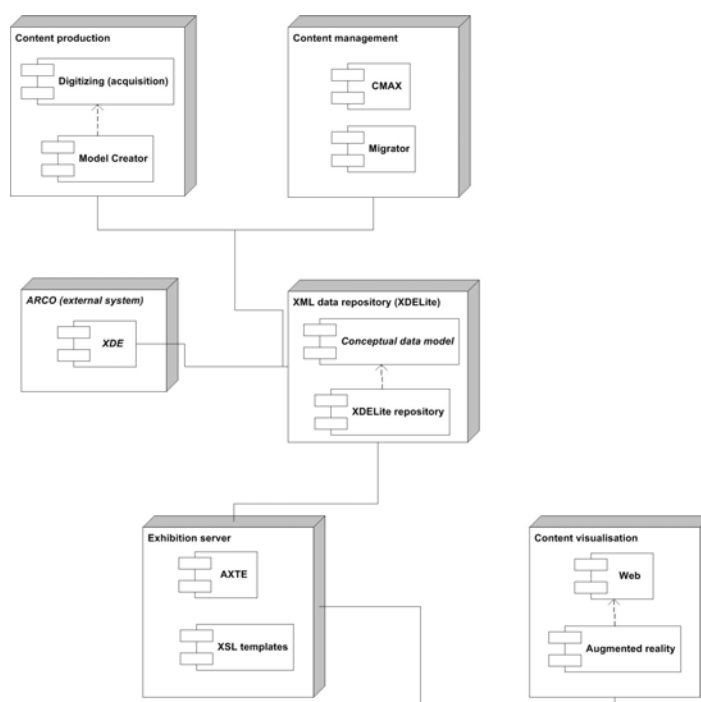 Content production
Digitizing (acquisition)
Model Creator
Content management
CMAX
Migrator
ARCO (external system)
XDE
XML data repository (XDELite)
Conceptual data model
XDELite repository
Exhibition server
AXTE
XSL templates
Content visualisation
Web
Augmented reality